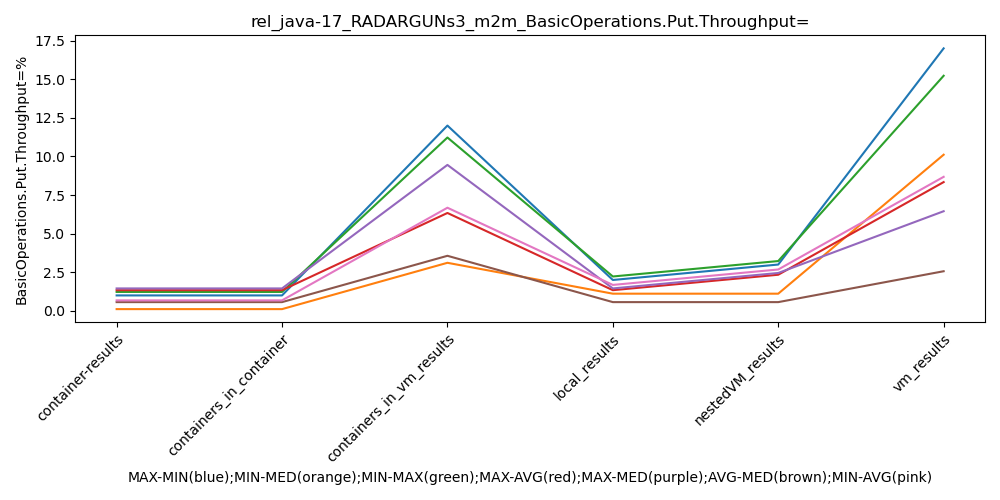 rel_java-17_RADARGUNs3_m2m_BasicOperations.Put.Throughput=
BasicOperations.Put.Throughput=%
17.5
15.0
12.5
10.0
7.5
5.0
2.5
0.0
container-results
containers_in_container
containers_in_vm_results
local_results
nestedVM_results
vm_results
MAX-MIN(blue);MIN-MED(orange);MIN-MAX(green);MAX-AVG(red);MAX-MED(purple);AVG-MED(brown);MIN-AVG(pink)